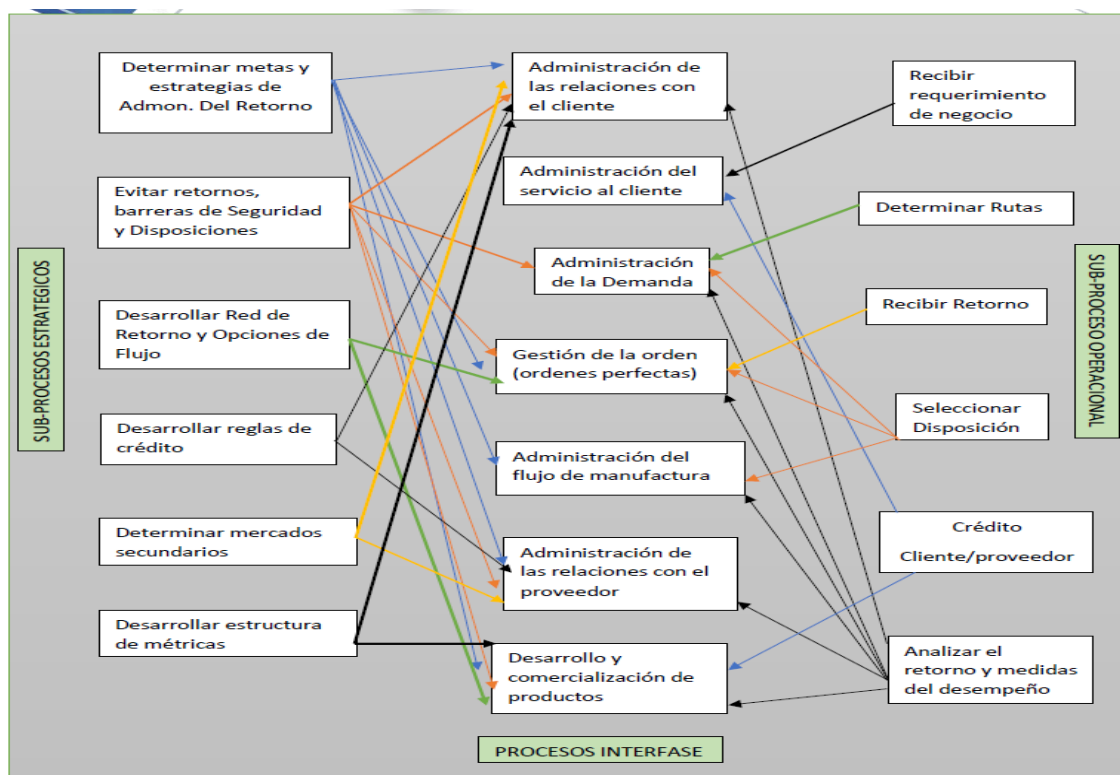 SUB-PROCESOS ESTRATEGICOS
Determinar metas y
estrategias de
Admon. Del Retorno
Evitar retornos,
barreras de Seguridad
y Disposiciones
Desarrollar Red de
Retorno y Opciones de
Flujo
Desarrollar reglas de
crédito
Determinar mercados
secundarios
Desarrollar estructura
de métricas
Administración de
las relaciones con
el cliente
Administración del
servicio al cliente
Administración
de la Demanda
Gestión de la orden
(ordenes perfectas)
Administración del
flujo de manufactura
Administración de
las relaciones con el
proveedor
Desarrollo y
comercialización de
productos
PROCESOS INTERFASE
Recibir
requerimiento
de negocio
Determinar Rutas
Recibir Retorno
Seleccionar
Disposición
Crédito
Cliente/proveedor
Analizar el
retorno y medidas
del desempeño
SUB-PROCESO OPERACIONAL